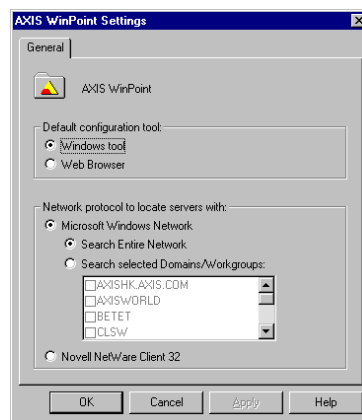 AXIS WinPoint Settings
General
AXIS WinPoint
Default configuration tool:
Windows tool
Web Browser
Network protocol to locate servers with:
Microsoft Windows Network
Search Entire Network
Search selected Domains/Workgroups:
AXISHK.AXIS.COM
AXISWORLD
BETET
CLSW
Novell NetWare Client 32
OK Cancel Apply Help